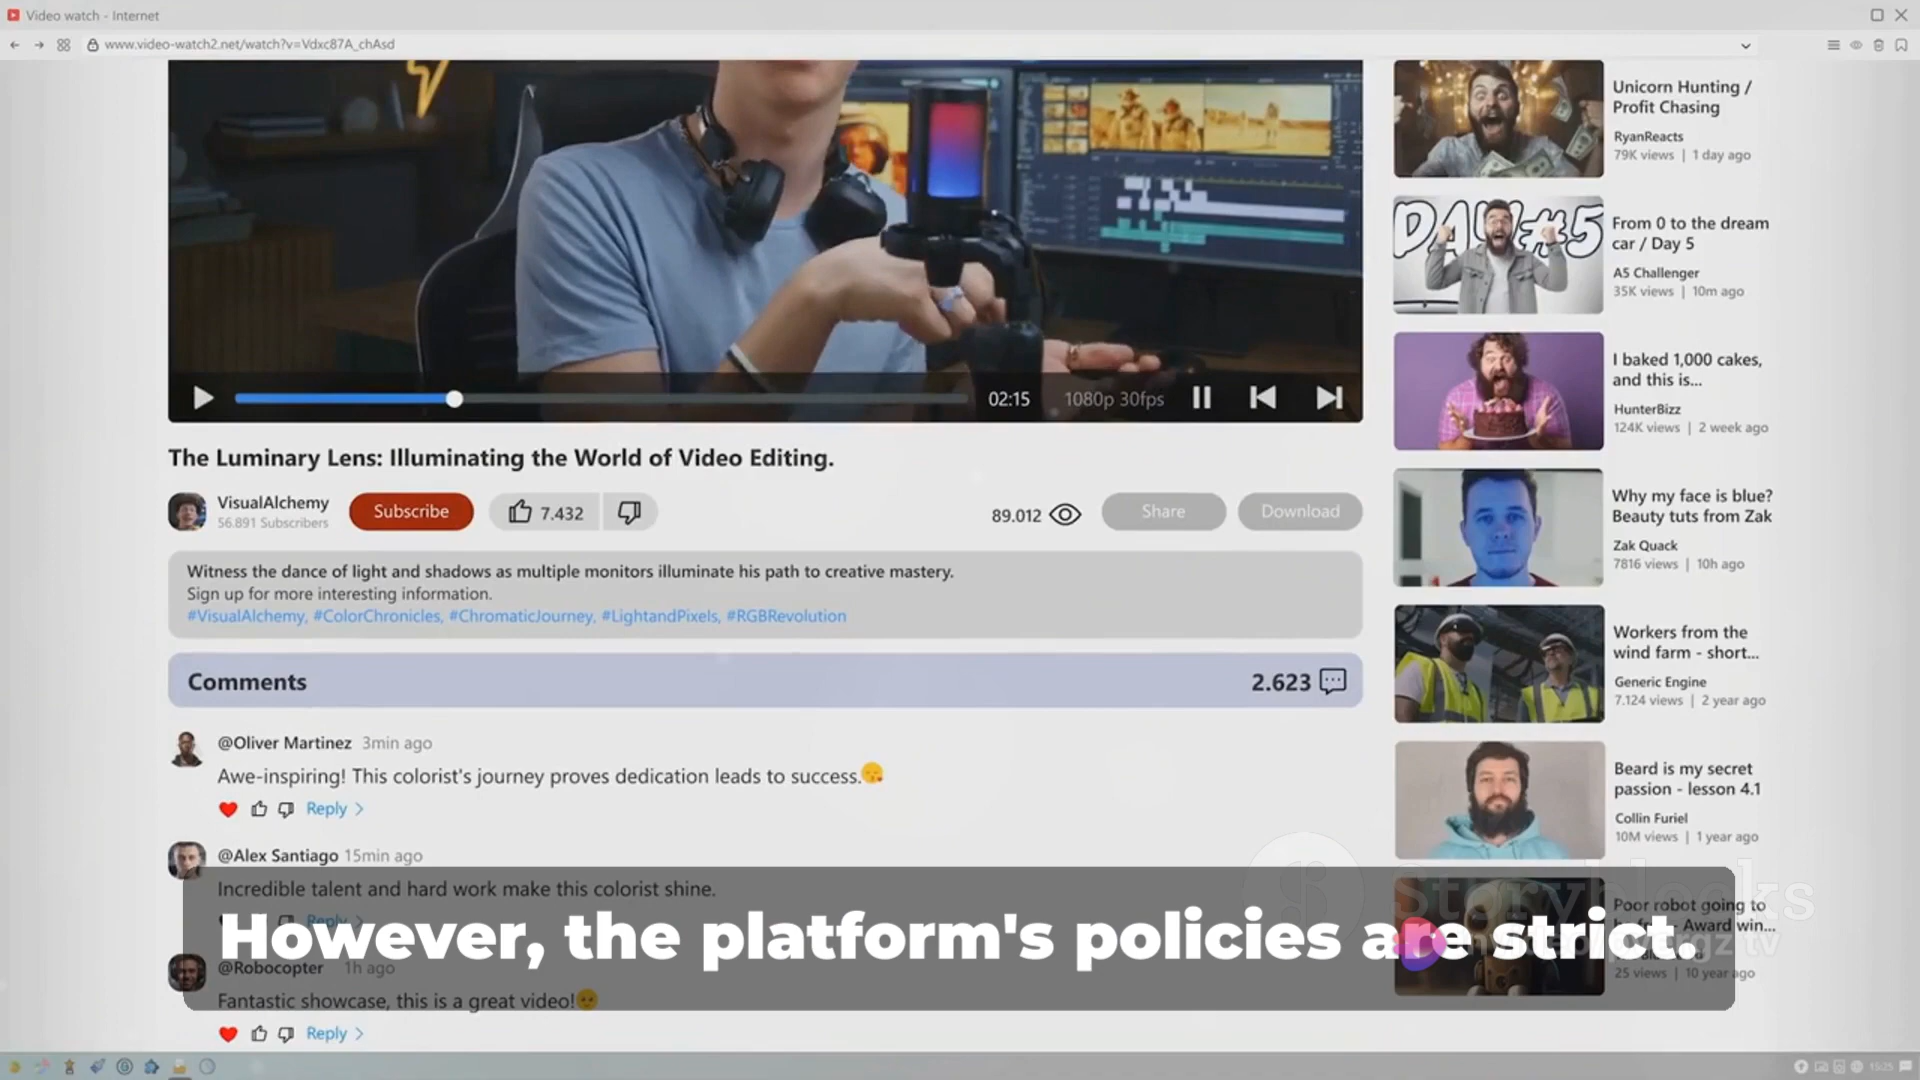 Video watch - Internet
www.video-watch2.net/watch?v=Vdxc87A_chAsd
02:15 1080p 30fps
The Luminary Lens: Illuminating the World of Video Editing.
VisualAlchemy
56.891 Subscribers
Subscribe
7.432
89.012
Share
Download
Witness the dance of light and shadows as multiple monitors illuminate his path to creative mastery.
Sign up for more interesting information.
#VisualAlchemy, #ColorChronicles, #ChromaticJourney, #LightandPixels, #RGBRevolution
Comments
2.623
@Oliver Martinez 3min ago
Awe-inspiring! This colorist's journey proves dedication leads to success.
Reply
@Alex Santiago 15min ago
Incredible talent and hard work make this colorist shine.
Reply
However, the platform's policies are strict.
@Robocopter 1h ago
Fantastic showcase, this is a great video!
Reply
Unicorn Hunting /
Profit Chasing
RyanReacts
79K views | 1 day ago
DAY #5
From 0 to the dream
car / Day 5
A5 Challenger
35K views | 10m ago
I baked 1,000 cakes,
and this is...
HunterBizz
124K views | 2 week ago
Why my face is blue?
Beauty tuts from Zak
Zak Quack
7816 views | 10h ago
Workers from the
wind farm - short...
Generic Engine
7.124 views | 2 year ago
Beard is my secret
passion - lesson 4.1
Collin Furiel
10M views | 1 year ago
Storyblocks
Poor robot going to
Award win...
tv
25 views | 10 year ago
15:25